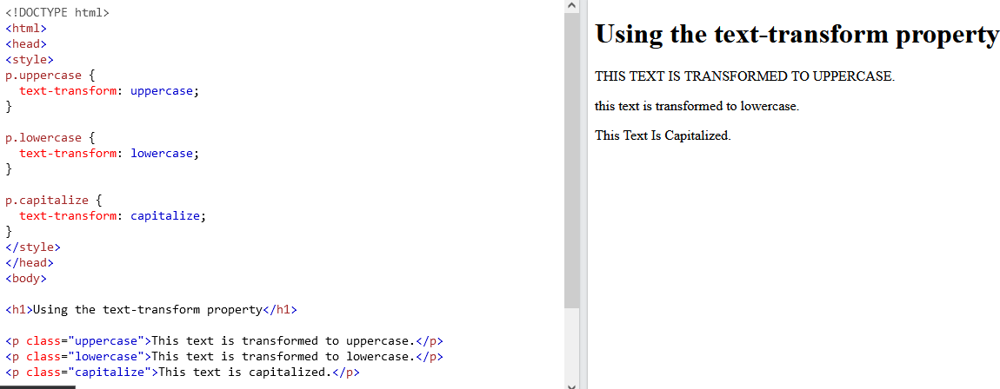 <!DOCTYPE html>
<html>
<head>
<style>
p.uppercase {
  text-transform: uppercase;
}

p.lowercase {
  text-transform: lowercase;
}

p.capitalize {
  text-transform: capitalize;
}
</style>
</head>
<body>

<h1>Using the text-transform property</h1>

<p class="uppercase">This text is transformed to uppercase.</p>
<p class="lowercase">This text is transformed to lowercase.</p>
<p class="capitalize">This text is capitalized.</p>
Using the text-transform property
THIS TEXT IS TRANSFORMED TO UPPERCASE.
this text is transformed to lowercase.
This Text Is Capitalized.